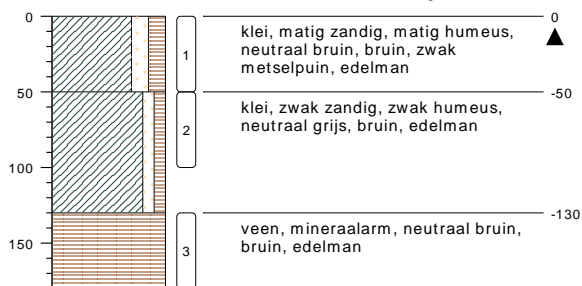 0
0
klei, matig zandig, matig humeus,
neutraal bruin, bruin, zwak
metselpuin, edelman
1
50
-50
klei, zwak zandig, zwak humeus,
neutraal grijs, bruin, edelman
2
100
-130
veen, mineraalarm, neutraal bruin,
bruin, edelman
150
3